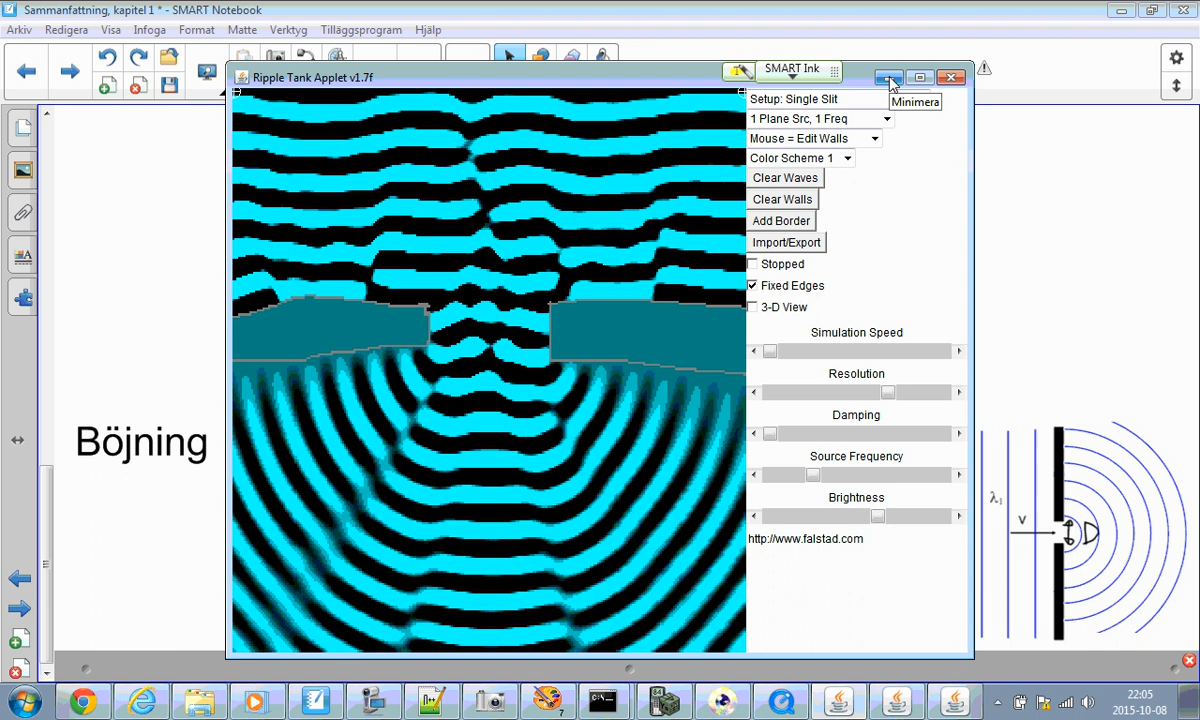 Sammanfattning, kapitel 1 * - SMART Notebook
Arkiv Redigera Visa Infoga Format Matte Verktyg Tilläggsprogram Hjälp
SMART Ink
Ripple Tank Applet v1.7f
Minimera
Setup: Single Slit
1 Plane Src, 1 Freq
Mouse = Edit Walls
Color Scheme 1
Clear Waves
Clear Walls
Add Border
Import/Export
Stopped
Fixed Edges
3-D View
Simulation Speed
Resolution
Damping
Source Frequency
Brightness
http://www.falstad.com
Böjning
λ1
v
D
22:05
2015-10-08